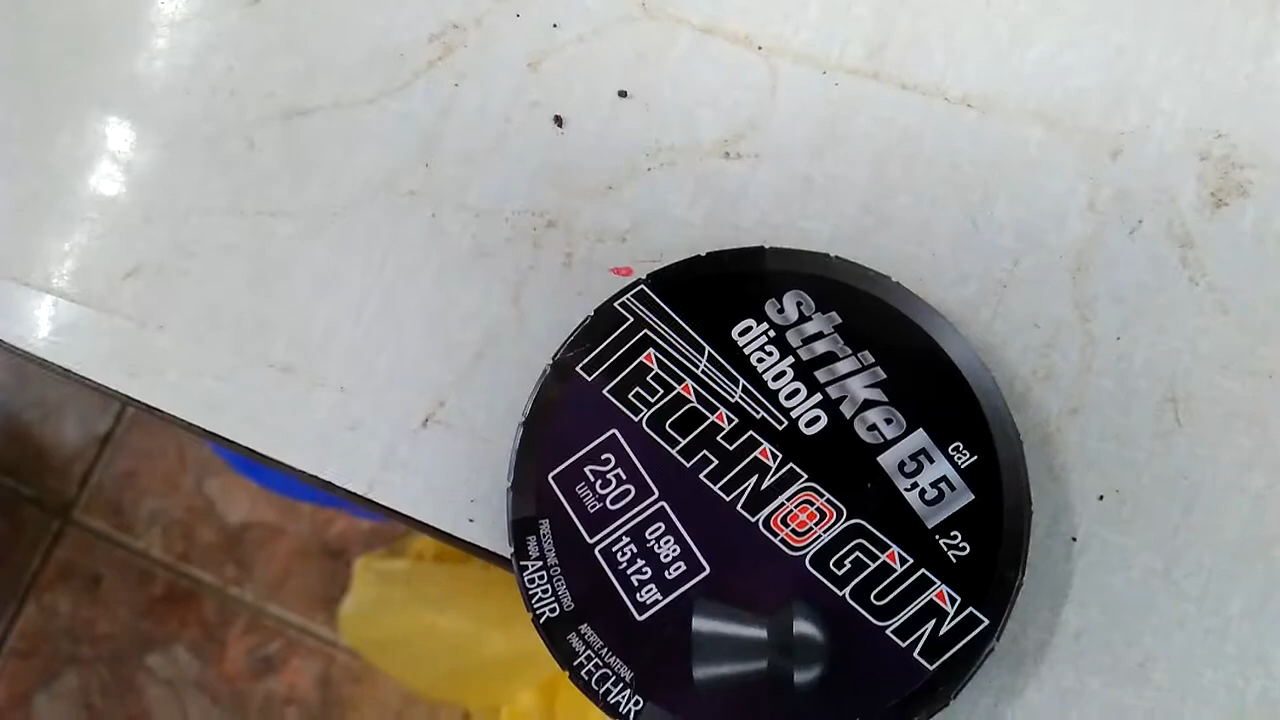 strike
diabolo
cal
5,5
.22
TECHNOGUN
250
unid
0,98 g
15,12 gr
PRESSIONE O CENTRO
PARA ABRIR
APERTE A LATERAL
PARA FECHAR